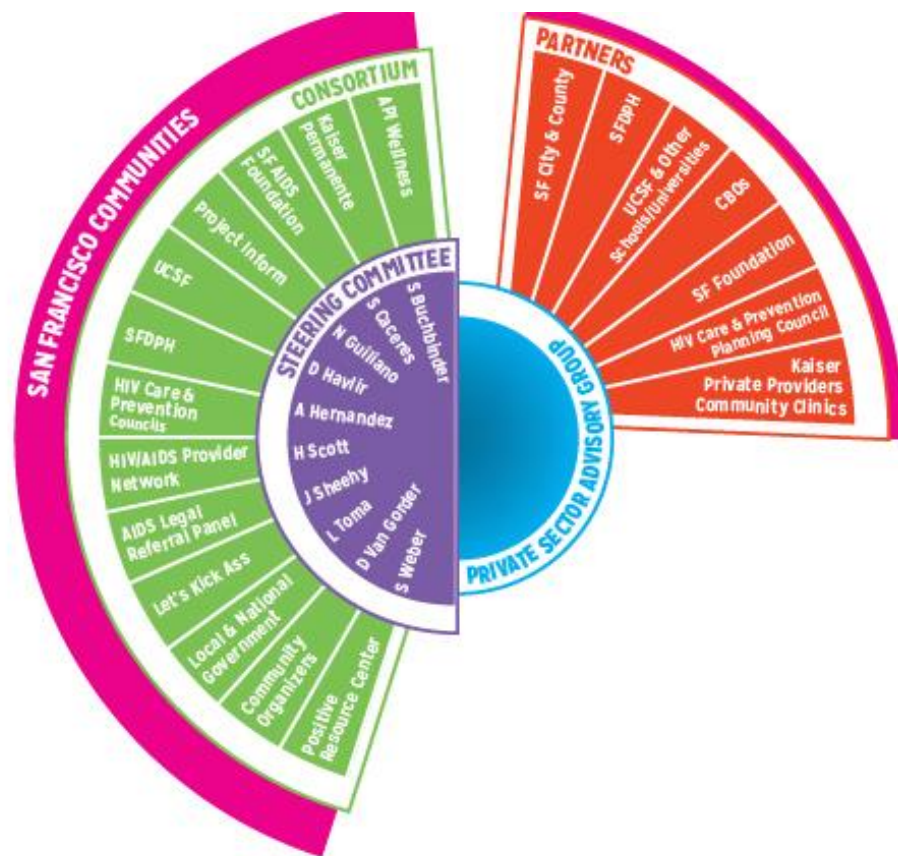 SAN FRANCISCO COMMUNITIES
CONSORTIUM
API Wellness
Kaiser
Permanente
SF AIDS
Foundation
Project Inform
UCSF
SFDPH
HIV Care &
Prevention
Councils
HIV/AIDS Provider
Network
AIDS Legal
Referral Panel
Let's Kick Ass
Local & National
Government
Community
Organizers
Positive
Resource Center
STEERING COMMITTEE
S Buchbinder
S Caceres
N Guiliano
D Havlir
A Hernandez
H Scott
J Sheehy
L Toma
D Van Gorder
S Weber
PRIVATE SECTOR ADVISORY GROUP
PARTNERS
SF City & County
SFDPH
UCSF & Other
Schools/Universities
CBOs
SF Foundation
HIV Care & Prevention
Planning Council
Kaiser
Private Providers
Community Clinics